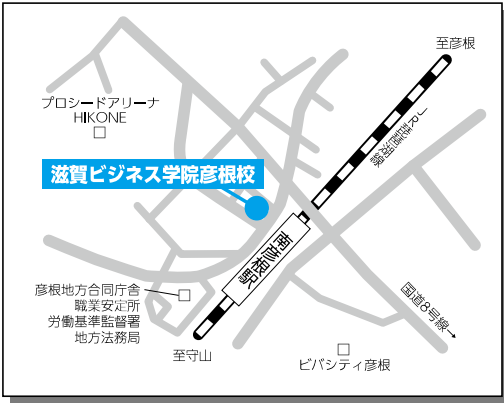 至彦根
プロシードアリーナ
HIKONE
JR琵琶湖線
滋賀ビジネス学院彦根校
南彦根駅
彦根地方合同庁舎
職業安定所
労働基準監督署
地方法務局
国道8号線
至守山
ビバシティ彦根